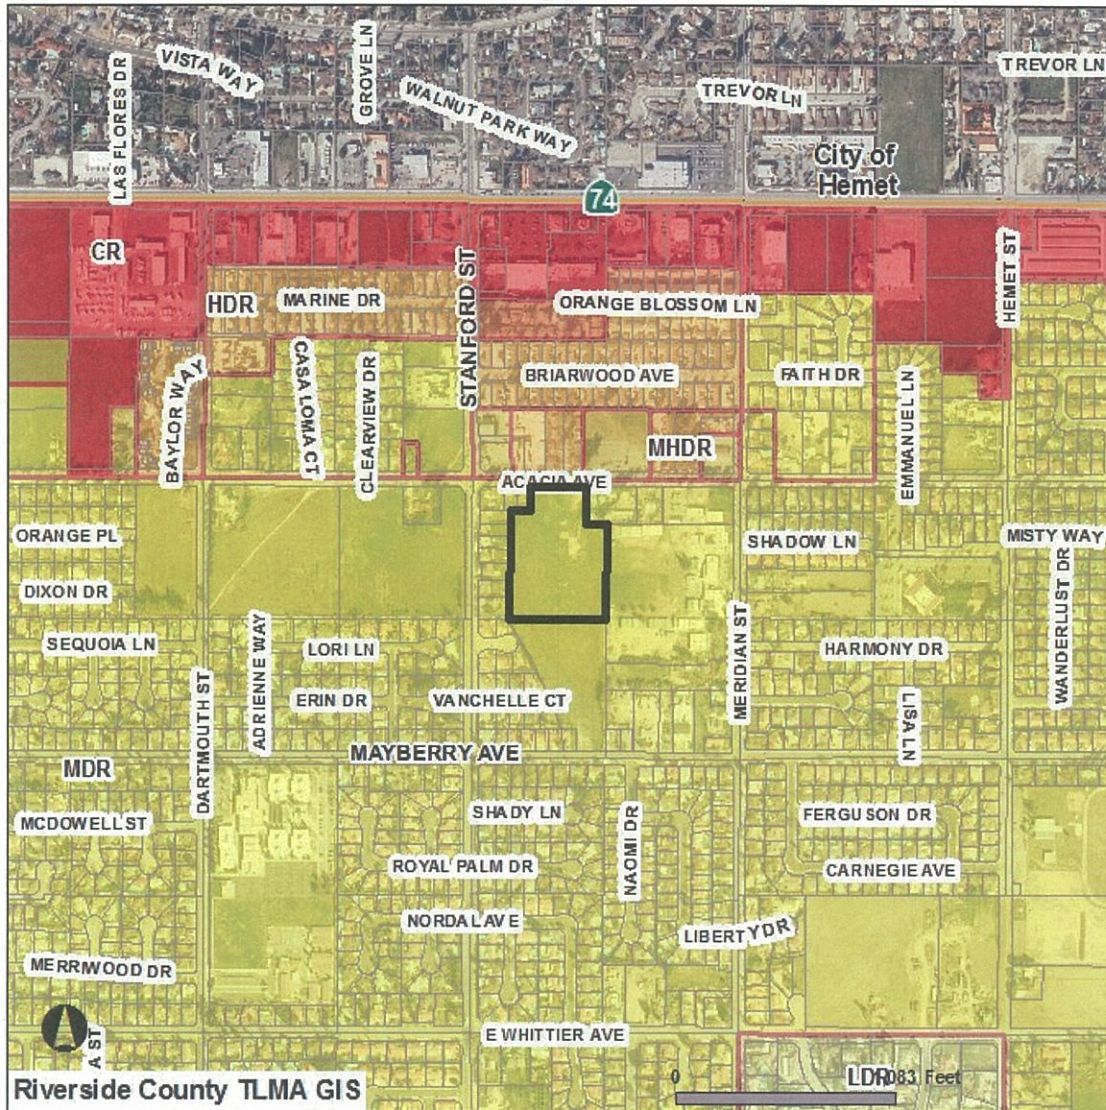 VISTA WAY
GROVE LN
TREVOR LN
LAS FLORES DR
WALNUT PARK WAY
TREVOR LN
City of
Hemet
74
CR
HEMET ST
STANFORD ST
HDR
MARINE DR
ORANGE BLOSSOM LN
BAYLOR WAY
CASA LOMA CT
CLEARVIEW DR
BRIARWOOD AVE
FAITH DR
EMMANUEL LN
MHDR
ACACIA AVE
ORANGE PL
SHADOW LN
MISTY WAY
DIXON DR
WANDERLUST DR
SEQUOIA LN
ADRIENNE WAY
LORI LN
MERIDIAN ST
HARMONY DR
ERIN DR
VANCHELLE CT
LISA LN
DARTMOUTH ST
MAYBERRY AVE
MDR
MCDOWELL ST
SHADY LN
NAOMI DR
FERGUSON DR
ROYAL PALM DR
CARNEGIE AVE
NORDAL AVE
LIBERTY DR
MERRIWOOD DR
A ST
E WHITTIER AVE
Riverside County TLMA GIS
0
LDR
083 Feet